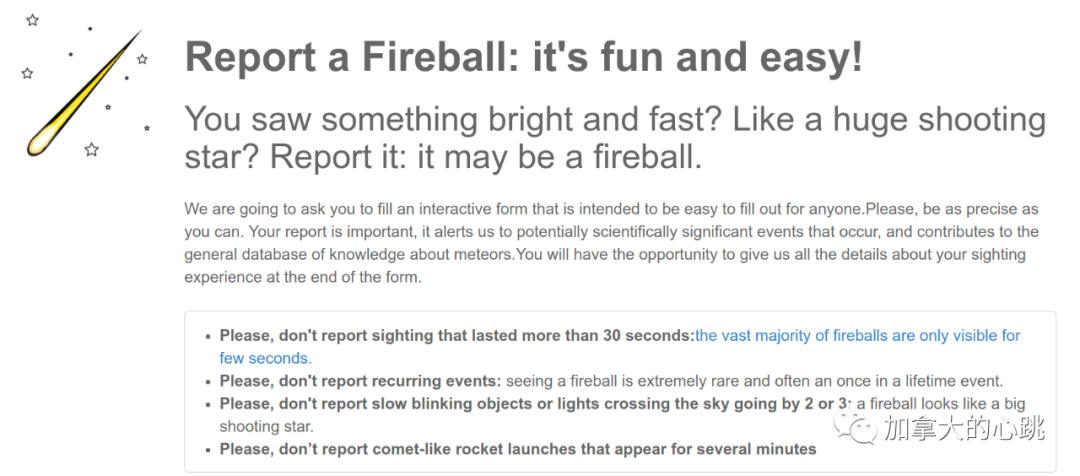 Report a Fireball: it's fun and easy!
You saw something bright and fast? Like a huge shooting
star? Report it: it may be a fireball.
We are going to ask you to fill an interactive form that is intended to be easy to fill out for anyone.Please, be as precise as
you can. Your report is important, it alerts us to potentially scientifically significant events that occur, and contributes to the
general database of knowledge about meteors.You will have the opportunity to give us all the details about your sighting
experience at the end of the form.
• Please, don't report sighting that lasted more than 30 seconds:the vast majority of fireballs are only visible for
few seconds.
• Please, don't report recurring events: seeing a fireball is extremely rare and often an once in a lifetime event.
• Please, don't report slow blinking objects or lights crossing the sky going by 2 or 3: a fireball looks like a big
shooting star.
• Please, don’t report comet-like rocket launches that appear for several minutes
加拿大的心跳